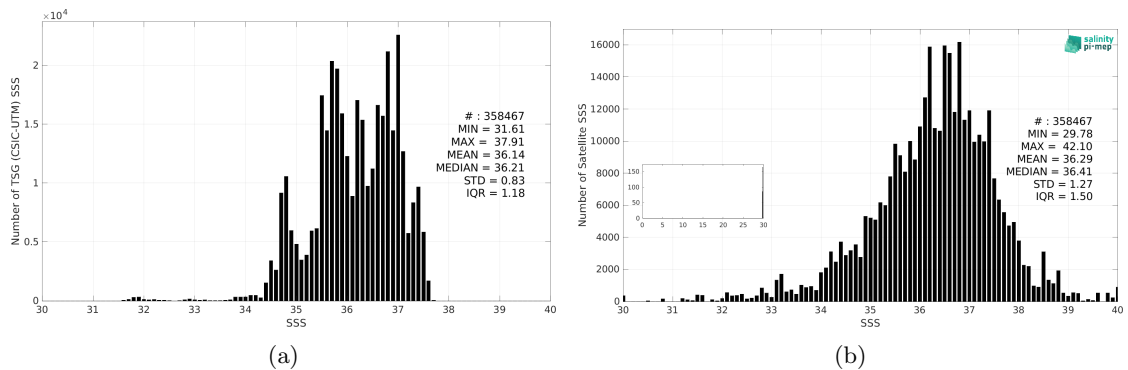 ×10⁴
2
1.5
1
0.5
0
Number of TSG (CSIC-UTM) SSS
# : 358467
MIN = 31.61
MAX = 37.91
MEAN = 36.14
MEDIAN = 36.21
STD = 0.83
IQR = 1.18
30 31 32 33 34 35 36 37 38 39 40
SSS
(a)
salinity
pi-mep
16000
14000
12000
10000
8000
6000
4000
2000
0
Number of Satellite SSS
# : 358467
MIN = 29.78
MAX = 42.10
MEAN = 36.29
MEDIAN = 36.41
STD = 1.27
IQR = 1.50
150
100
50
0
0 5 10 15 20 25 30
30 31 32 33 34 35 36 37 38 39 40
SSS
(b)